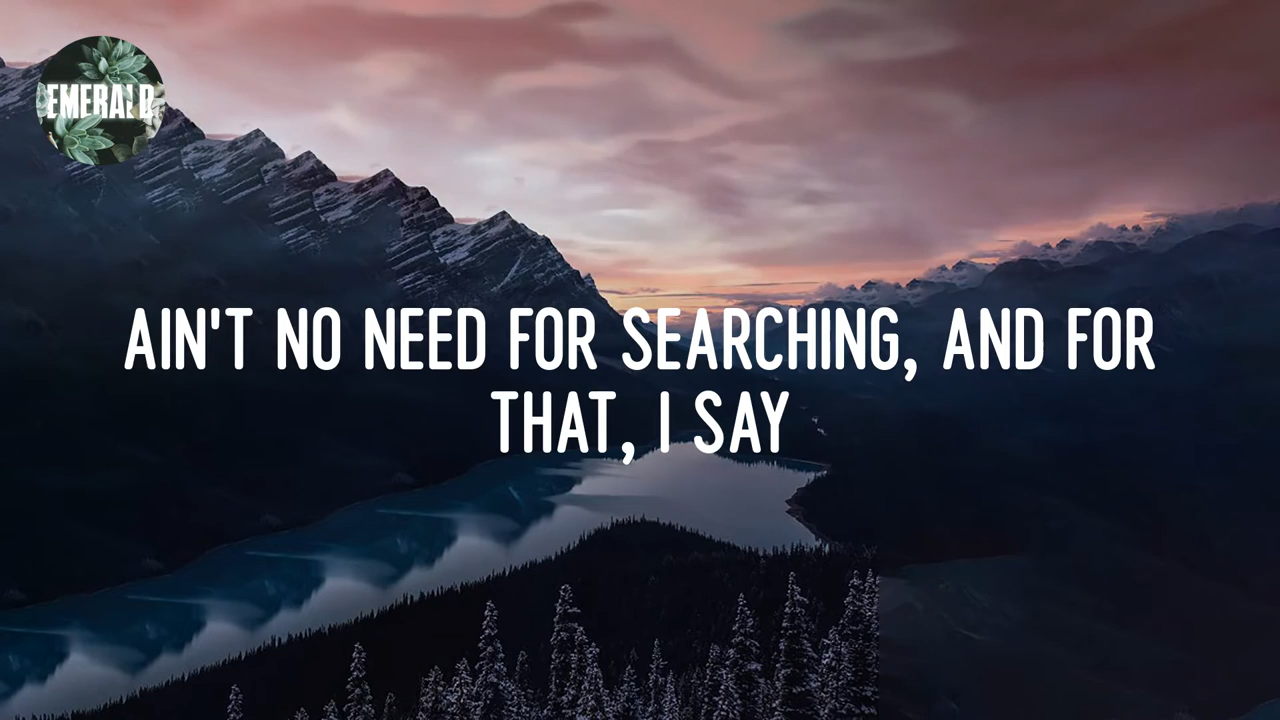 EMERALD
AIN'T NO NEED FOR SEARCHING, AND FOR
THAT, I SAY